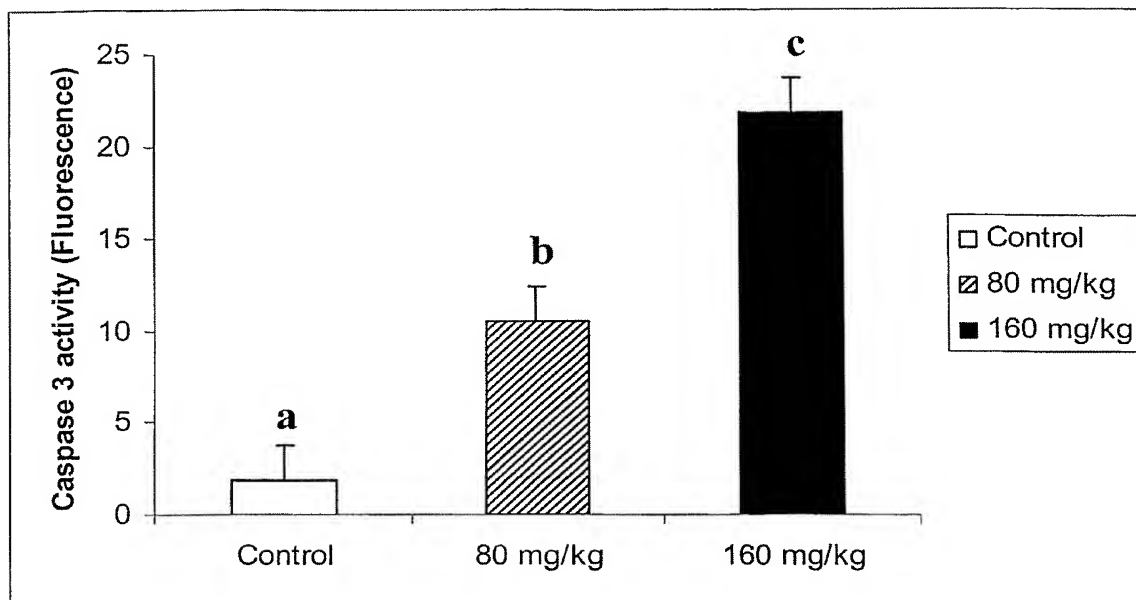 Caspase 3 activity (Fluorescence)
25
20
15
10
5
0
a
b
c
Control
80 mg/kg
160 mg/kg
Control
80 mg/kg
160 mg/kg